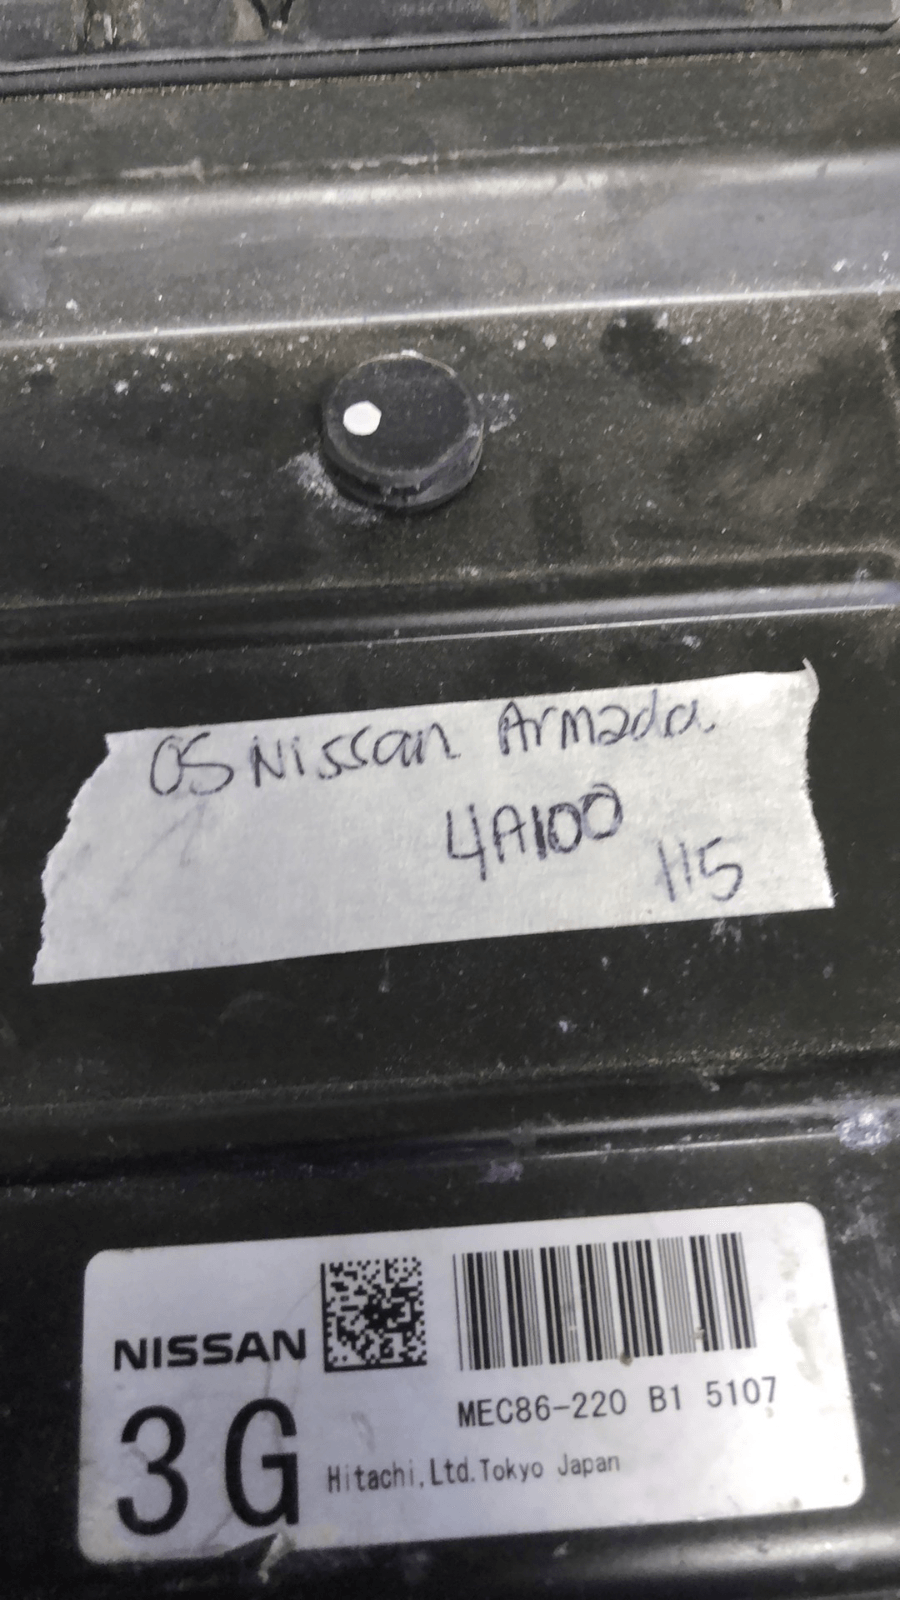 05 Nissan Armada.
4A100
115
NISSAN
3G
MEC86-220 B1 5107
Hitachi,Ltd.Tokyo Japan